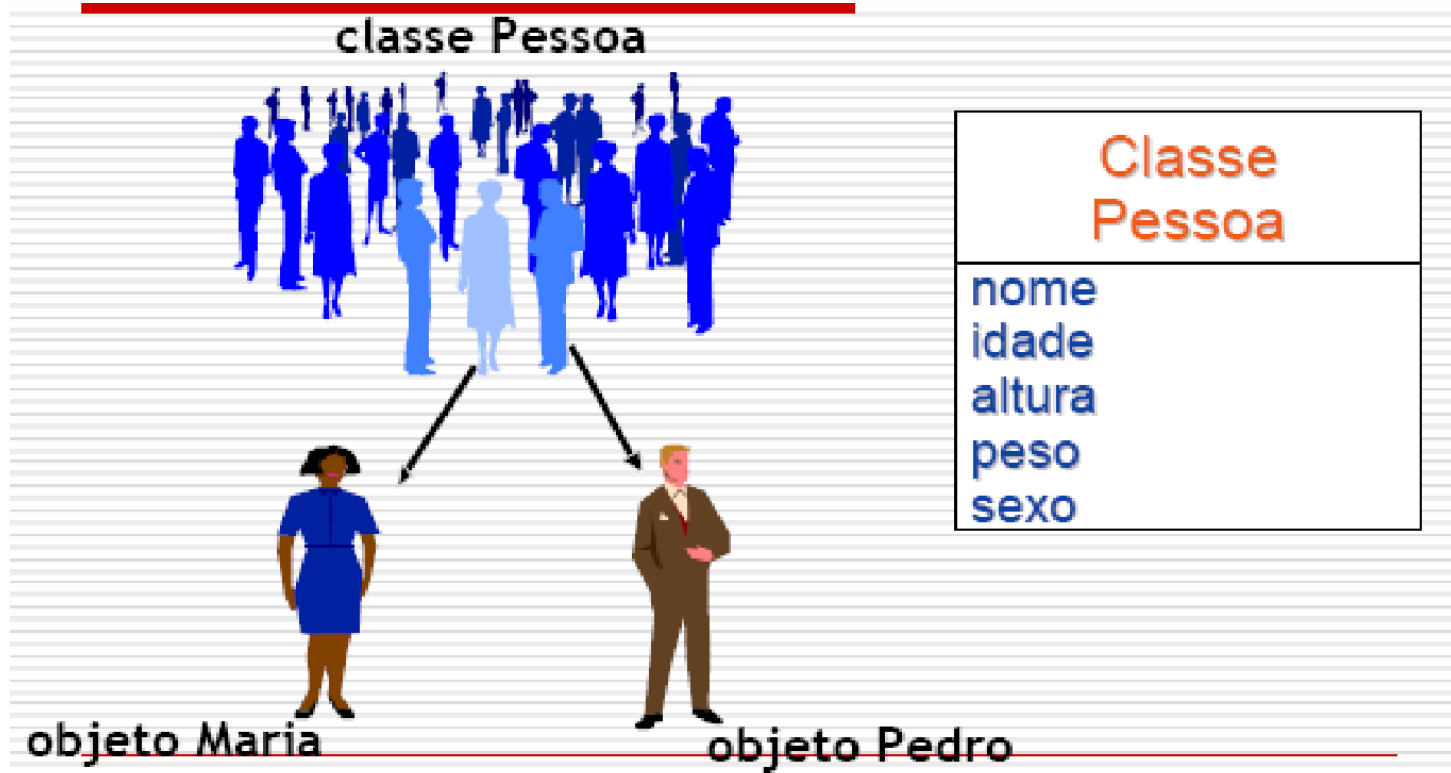 classe Pessoa
Classe
Pessoa
nome
idade
altura
peso
sexo
objeto Maria
objeto Pedro